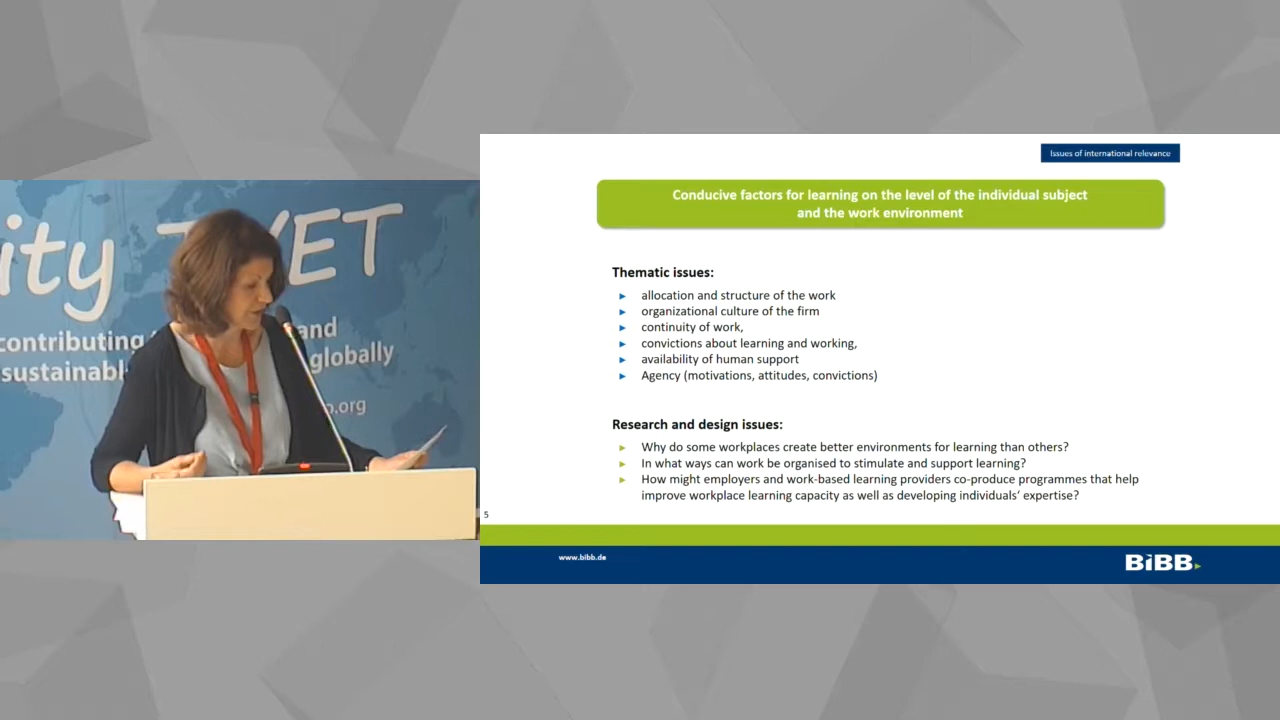 ity TVET
contributing and
sustainabl globally
.org
Issues of international relevance
Conducive factors for learning on the level of the individual subject
and the work environment
Thematic issues:
► allocation and structure of the work
► organizational culture of the firm
► continuity of work,
► convictions about learning and working,
► availability of human support
► Agency (motivations, attitudes, convictions)
Research and design issues:
► Why do some workplaces create better environments for learning than others?
► In what ways can work be organised to stimulate and support learning?
► How might employers and work-based learning providers co-produce programmes that help
improve workplace learning capacity as well as developing individuals‘ expertise?
5
www.bibb.de
BiBB